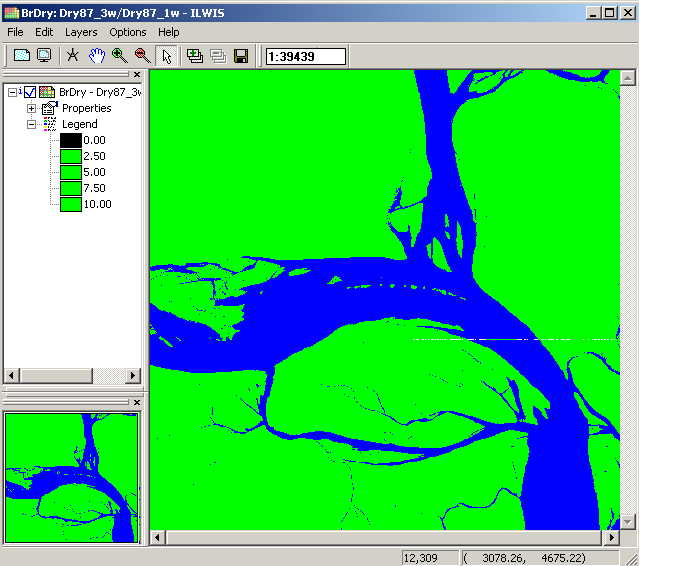 BrDry: Dry87_3w/Dry87_1w - ILWIS
File Edit Layers Options Help
1:39439
BrDry - Dry87_3w
Properties
Legend
0.00
2.50
5.00
7.50
10.00
12,309 ( 3078.26, 4675.22)